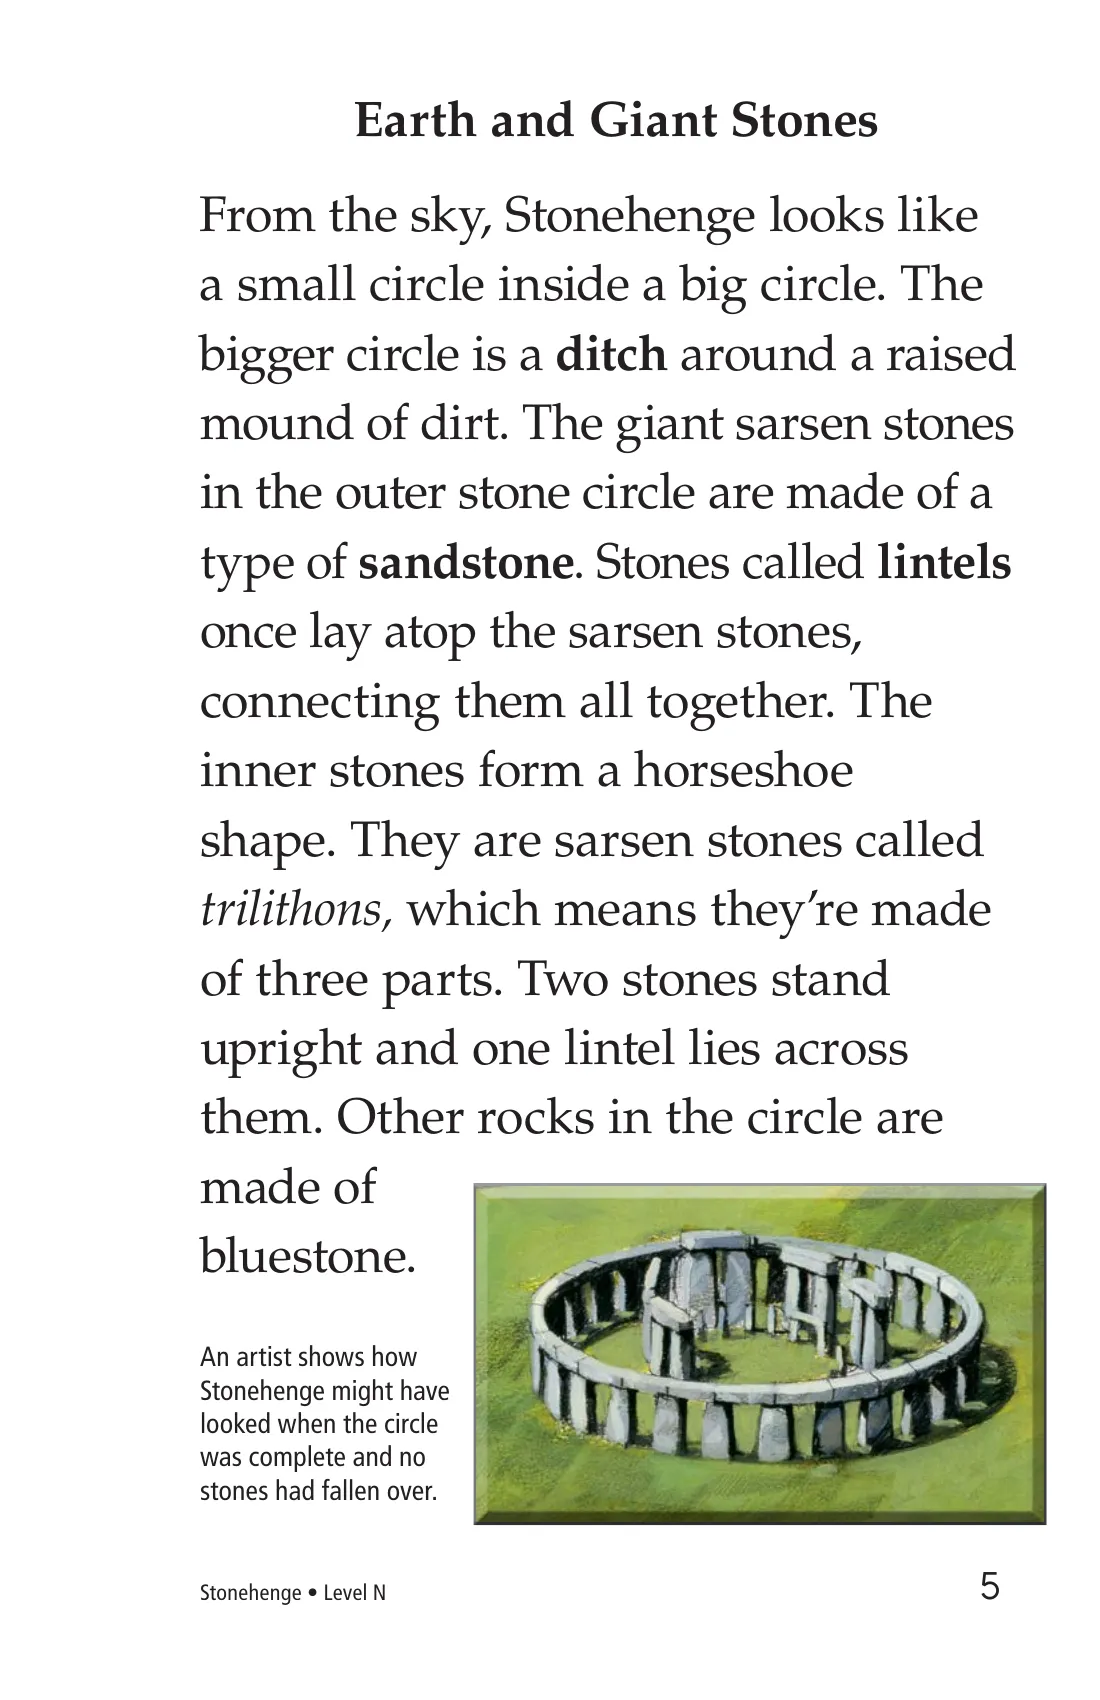 Earth and Giant Stones
From the sky, Stonehenge looks like
a small circle inside a big circle. The
bigger circle is a ditch around a raised
mound of dirt. The giant sarsen stones
in the outer stone circle are made of a
type of sandstone. Stones called lintels
once lay atop the sarsen stones,
connecting them all together. The
inner stones form a horseshoe
shape. They are sarsen stones called
trilithons, which means they’re made
of three parts. Two stones stand
upright and one lintel lies across
them. Other rocks in the circle are
made of
bluestone.
An artist shows how
Stonehenge might have
looked when the circle
was complete and no
stones had fallen over.
Stonehenge • Level N
5